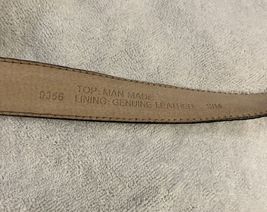 9356 TOP: MAN MADE
LINING: GENUINE LEATHER